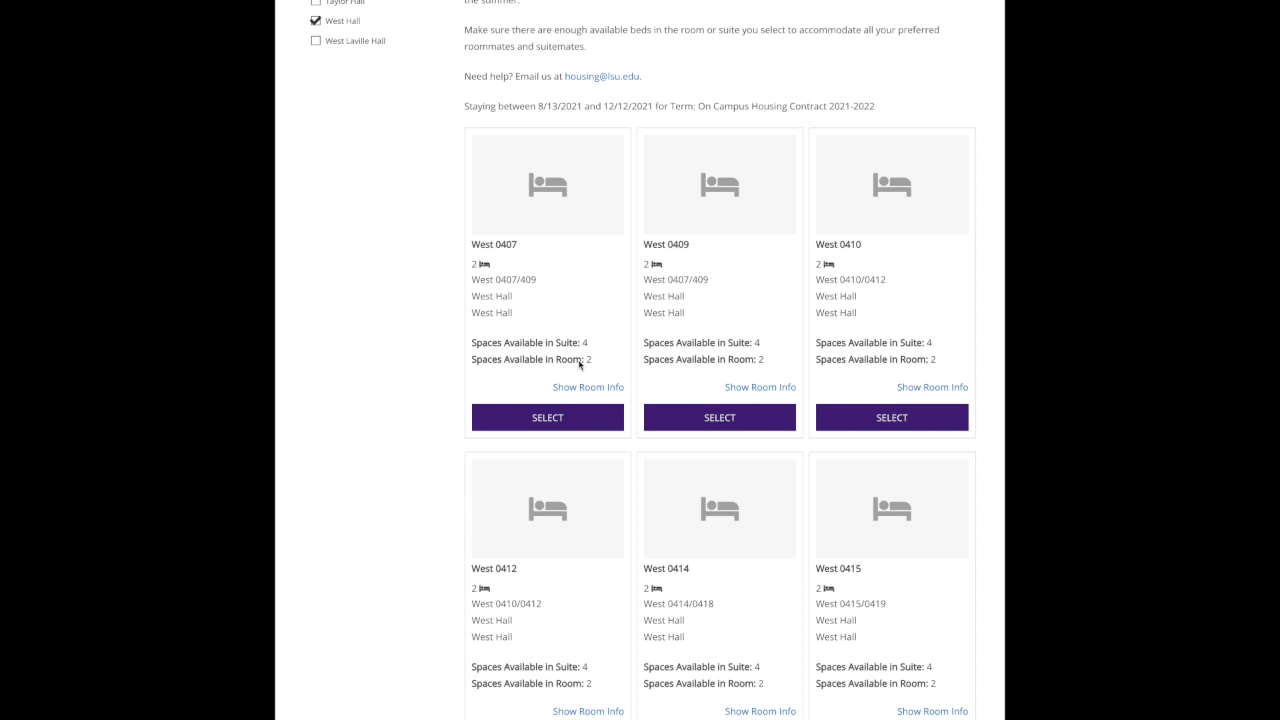 Taylor Hall
West Hall
West Laville Hall
the summer.
Make sure there are enough available beds in the room or suite you select to accommodate all your preferred
roommates and suitemates.
Need help? Email us at housing@lsu.edu.
Staying between 8/13/2021 and 12/12/2021 for Term: On Campus Housing Contract 2021-2022
West 0407
2
West 0407/409
West Hall
West Hall
Spaces Available in Suite: 4
Spaces Available in Room: 2
Show Room Info
SELECT
West 0409
2
West 0407/409
West Hall
West Hall
Spaces Available in Suite: 4
Spaces Available in Room: 2
Show Room Info
SELECT
West 0410
2
West 0410/0412
West Hall
West Hall
Spaces Available in Suite: 4
Spaces Available in Room: 2
Show Room Info
SELECT
West 0412
2
West 0410/0412
West Hall
West Hall
Spaces Available in Suite: 4
Spaces Available in Room: 2
Show Room Info
West 0414
2
West 0414/0418
West Hall
West Hall
Spaces Available in Suite: 4
Spaces Available in Room: 2
Show Room Info
West 0415
2
West 0415/0419
West Hall
West Hall
Spaces Available in Suite: 4
Spaces Available in Room: 2
Show Room Info